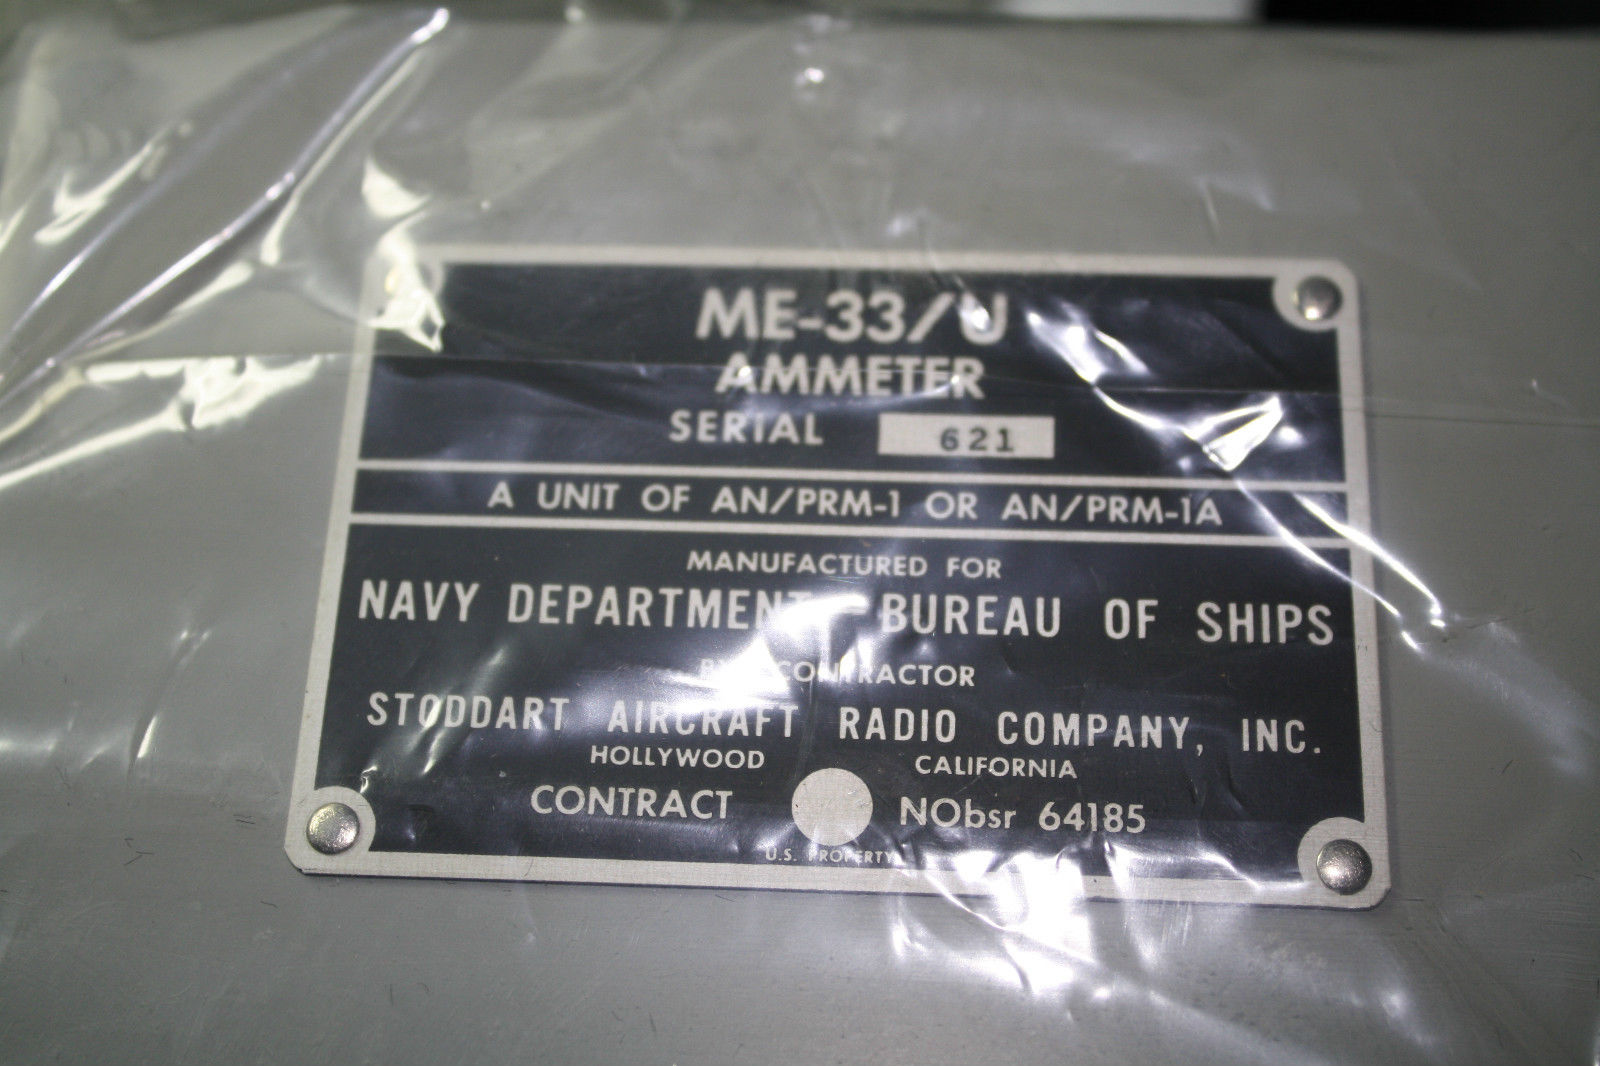 ME-33/U
AMMETER
SERIAL 621
A UNIT OF AN/PRM-1 OR AN/PRM-1A
MANUFACTURED FOR
NAVY DEPARTMENT - BUREAU OF SHIPS
BY CONTRACTOR
STODDART AIRCRAFT RADIO COMPANY, INC.
HOLLYWOOD CALIFORNIA
CONTRACT NObsr 64185
U.S. PROPERTY